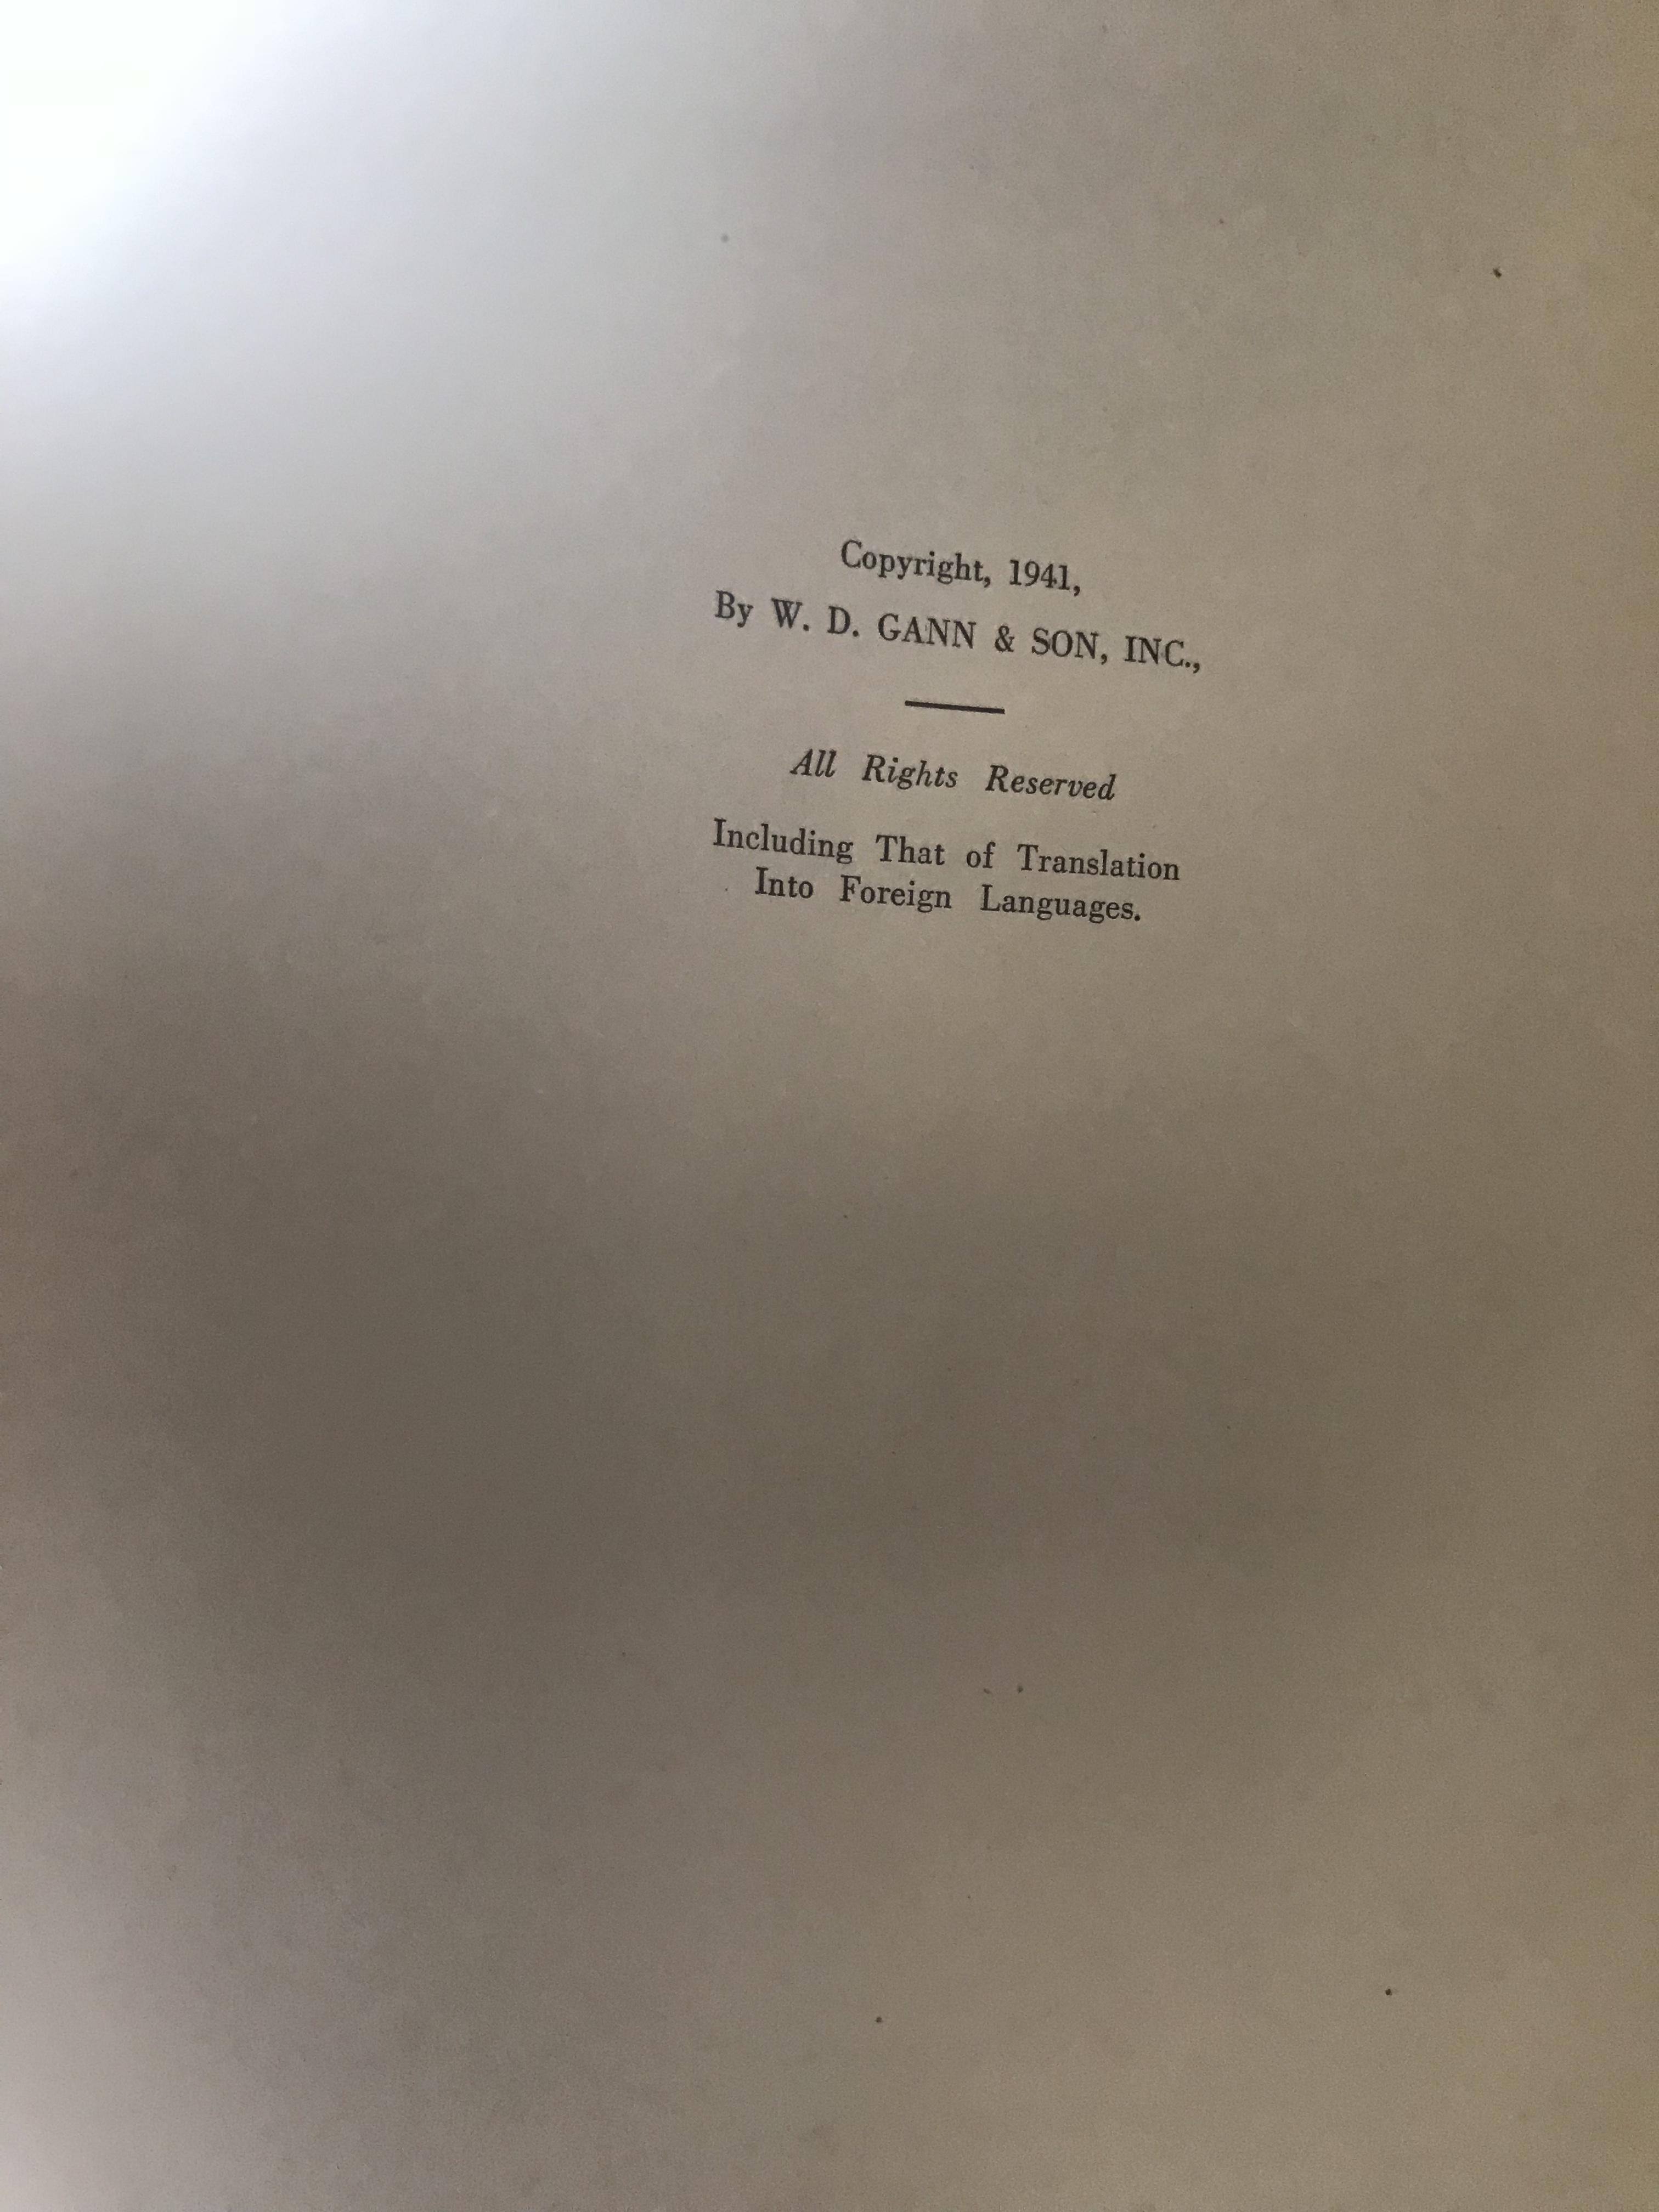 Copyright, 1941,
By W. D. GANN & SON, INC.,
All Rights Reserved
Including That of Translation
Into Foreign Languages.